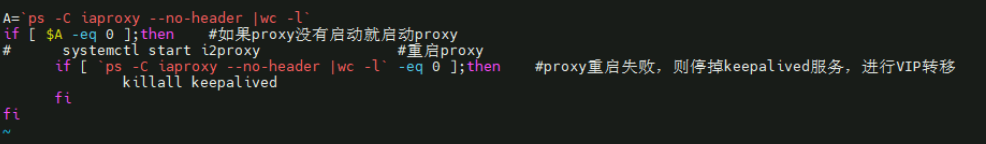 A=`ps -C iaproxy --no-header |wc -l`
if [ $A -eq 0 ];then    #如果proxy没有启动就启动proxy
#      systemctl start i2proxy                #重启proxy
      if [ `ps -C iaproxy --no-header |wc -l` -eq 0 ];then    #proxy重启失败，则停掉keepalived服务，进行VIP转移
              killall keepalived
      fi
fi
~